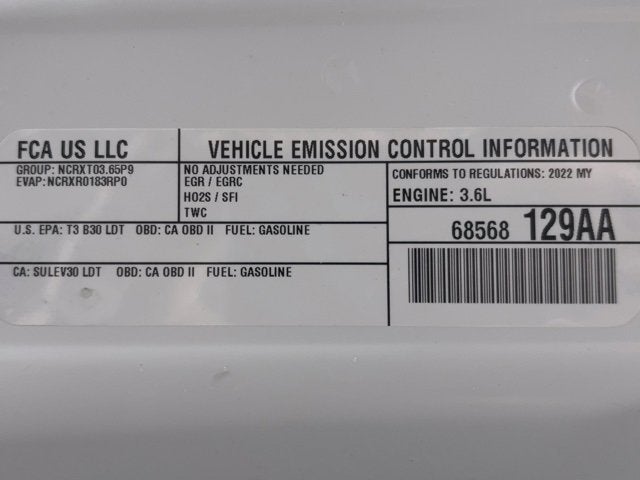 FCA US LLC
VEHICLE EMISSION CONTROL INFORMATION
GROUP: NCRXT03.65P9
EVAP: NCRXR0183RP0
NO ADJUSTMENTS NEEDED
EGR / EGRC
HO2S / SFI
TWC
CONFORMS TO REGULATIONS: 2022 MY
ENGINE: 3.6L
U.S. EPA: T3 B30 LDT OBD: CA OBD II FUEL: GASOLINE
68568 129AA
CA: SULEV30 LDT OBD: CA OBD II FUEL: GASOLINE